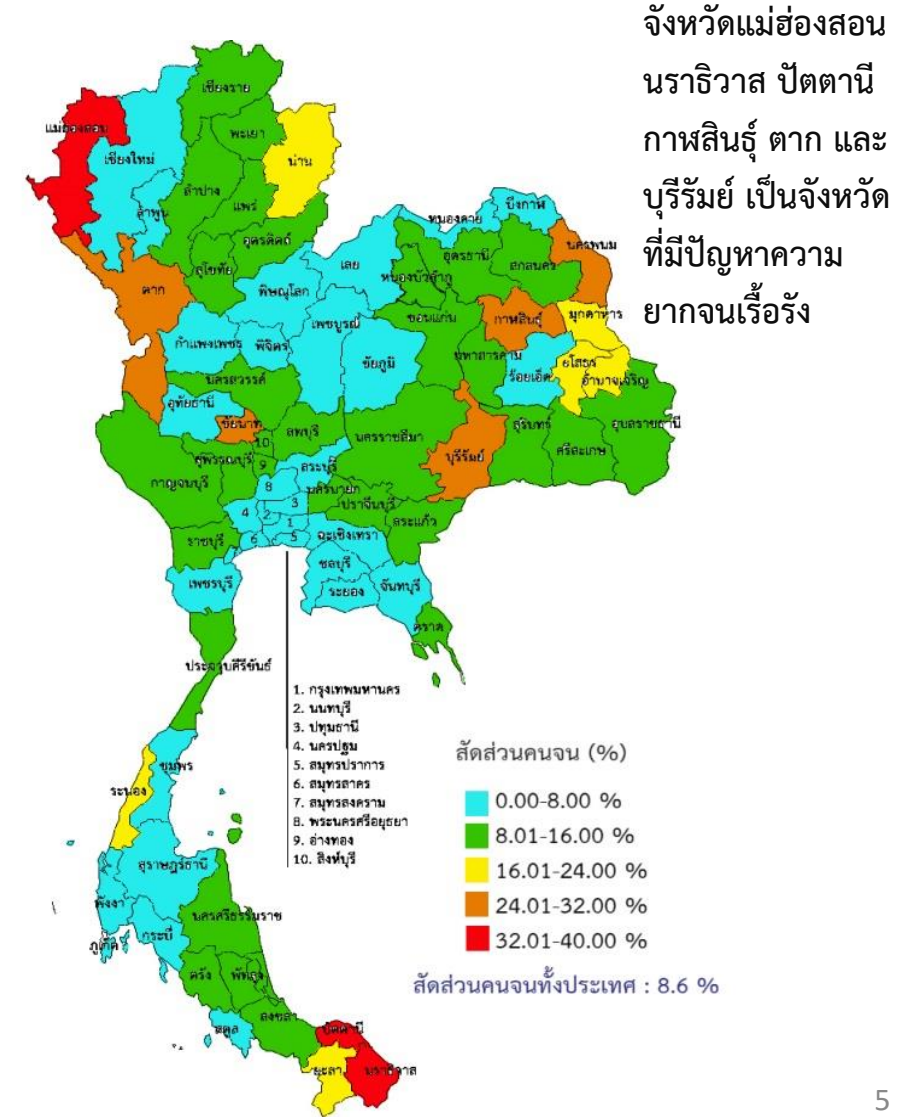 จังหวัดแม่ฮ่องสอน
นราธิวาส ปัตตานี
กาฬสินธุ์ ตาก และ
บุรีรัมย์ เป็นจังหวัด
ที่มีปัญหาความ
ยากจนเรื้อรัง
เชียงราย
แม่ฮ่องสอน
พะเยา
เชียงใหม่
น่าน
ลำปาง
ลำพูน
แพร่
บึงกาฬ
หนองคาย
อุตรดิตถ์
นครพนม
เลย
อุดรธานี
สกลนคร
สุโขทัย
หนองบัวลำภู
ตาก
พิษณุโลก
ขอนแก่น
กาฬสินธุ์
มุกดาหาร
เพชรบูรณ์
กำแพงเพชร
พิจิตร
ชัยภูมิ
มหาสารคาม
ร้อยเอ็ด
ยโสธร
อำนาจเจริญ
นครสวรรค์
อุทัยธานี
ชัยนาท
ลพบุรี
นครราชสีมา
บุรีรัมย์
สุรินทร์
ศรีสะเกษ
อุบลราชธานี
10
สุพรรณบุรี
9
สระบุรี
กาญจนบุรี
8
นครนายก
ปราจีนบุรี
3
4
2
1
สระแก้ว
ราชบุรี
6
5
ฉะเชิงเทรา
ชลบุรี
เพชรบุรี
ระยอง
จันทบุรี
ตราด
ประจวบคีรีขันธ์
1. กรุงเทพมหานคร
2. นนทบุรี
3. ปทุมธานี
4. นครปฐม
5. สมุทรปราการ
6. สมุทรสาคร
7. สมุทรสงคราม
8. พระนครศรีอยุธยา
9. อ่างทอง
10. สิงห์บุรี
สัดส่วนคนจน (%)
0.00-8.00 %
8.01-16.00 %
16.01-24.00 %
24.01-32.00 %
32.01-40.00 %
สัดส่วนคนจนทั้งประเทศ : 8.6 %
ชุมพร
ระนอง
สุราษฎร์ธานี
พังงา
นครศรีธรรมราช
ภูเก็ต
กระบี่
ตรัง
พัทลุง
สงขลา
สตูล
ปัตตานี
ยะลา
นราธิวาส
5